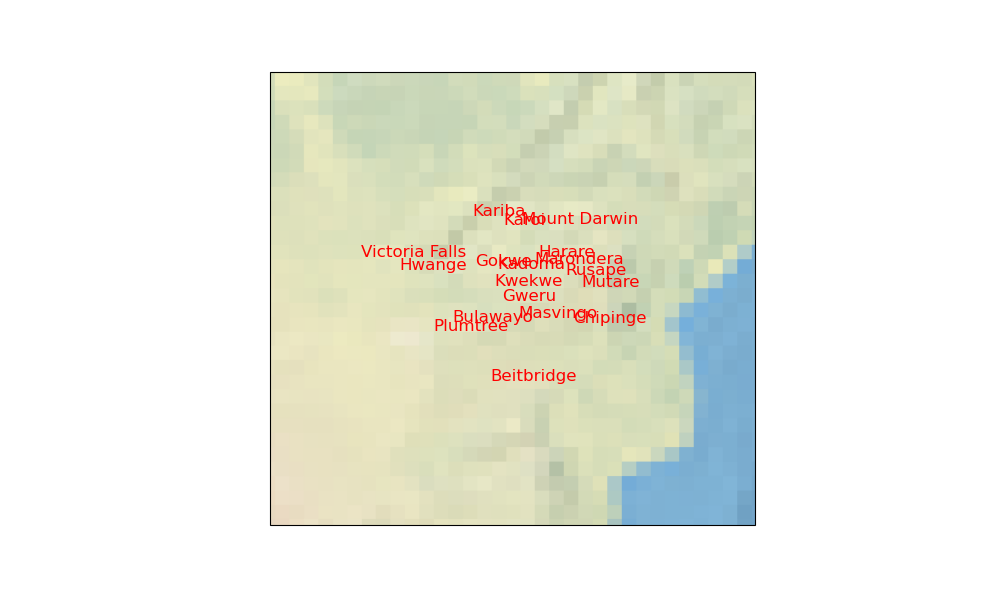 Kariba
Karoi
Mount Darwin
Victoria Falls
Harare
Marondera
Gokwe
Kadoma
Hwange
Rusape
Kwekwe
Mutare
Gweru
Masvingo
Bulawayo
Chipinge
Plumtree
Beitbridge